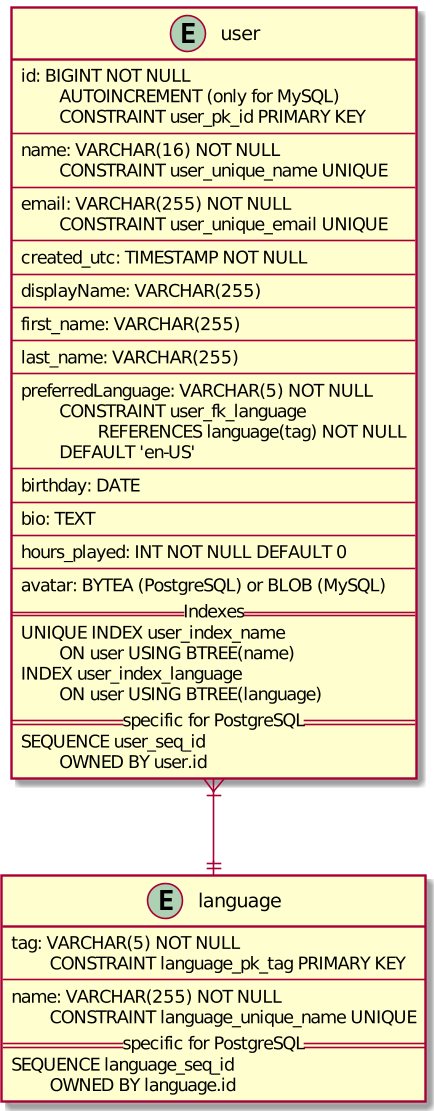 E user
id: BIGINT NOT NULL
AUTOINCREMENT (only for MySQL)
CONSTRAINT user_pk_id PRIMARY KEY
name: VARCHAR(16) NOT NULL
CONSTRAINT user_unique_name UNIQUE
email: VARCHAR(255) NOT NULL
CONSTRAINT user_unique_email UNIQUE
created_utc: TIMESTAMP NOT NULL
displayName: VARCHAR(255)
first_name: VARCHAR(255)
last_name: VARCHAR(255)
preferredLanguage: VARCHAR(5) NOT NULL
CONSTRAINT user_fk_language
REFERENCES language(tag) NOT NULL
DEFAULT 'en-US'
birthday: DATE
bio: TEXT
hours_played: INT NOT NULL DEFAULT 0
avatar: BYTEA (PostgreSQL) or BLOB (MySQL)
Indexes
UNIQUE INDEX user_index_name
ON user USING BTREE(name)
INDEX user_index_language
ON user USING BTREE(language)
specific for PostgreSQL
SEQUENCE user_seq_id
OWNED BY user.id
E language
tag: VARCHAR(5) NOT NULL
CONSTRAINT language_pk_tag PRIMARY KEY
name: VARCHAR(255) NOT NULL
CONSTRAINT language_unique_name UNIQUE
specific for PostgreSQL
SEQUENCE language_seq_id
OWNED BY language.id